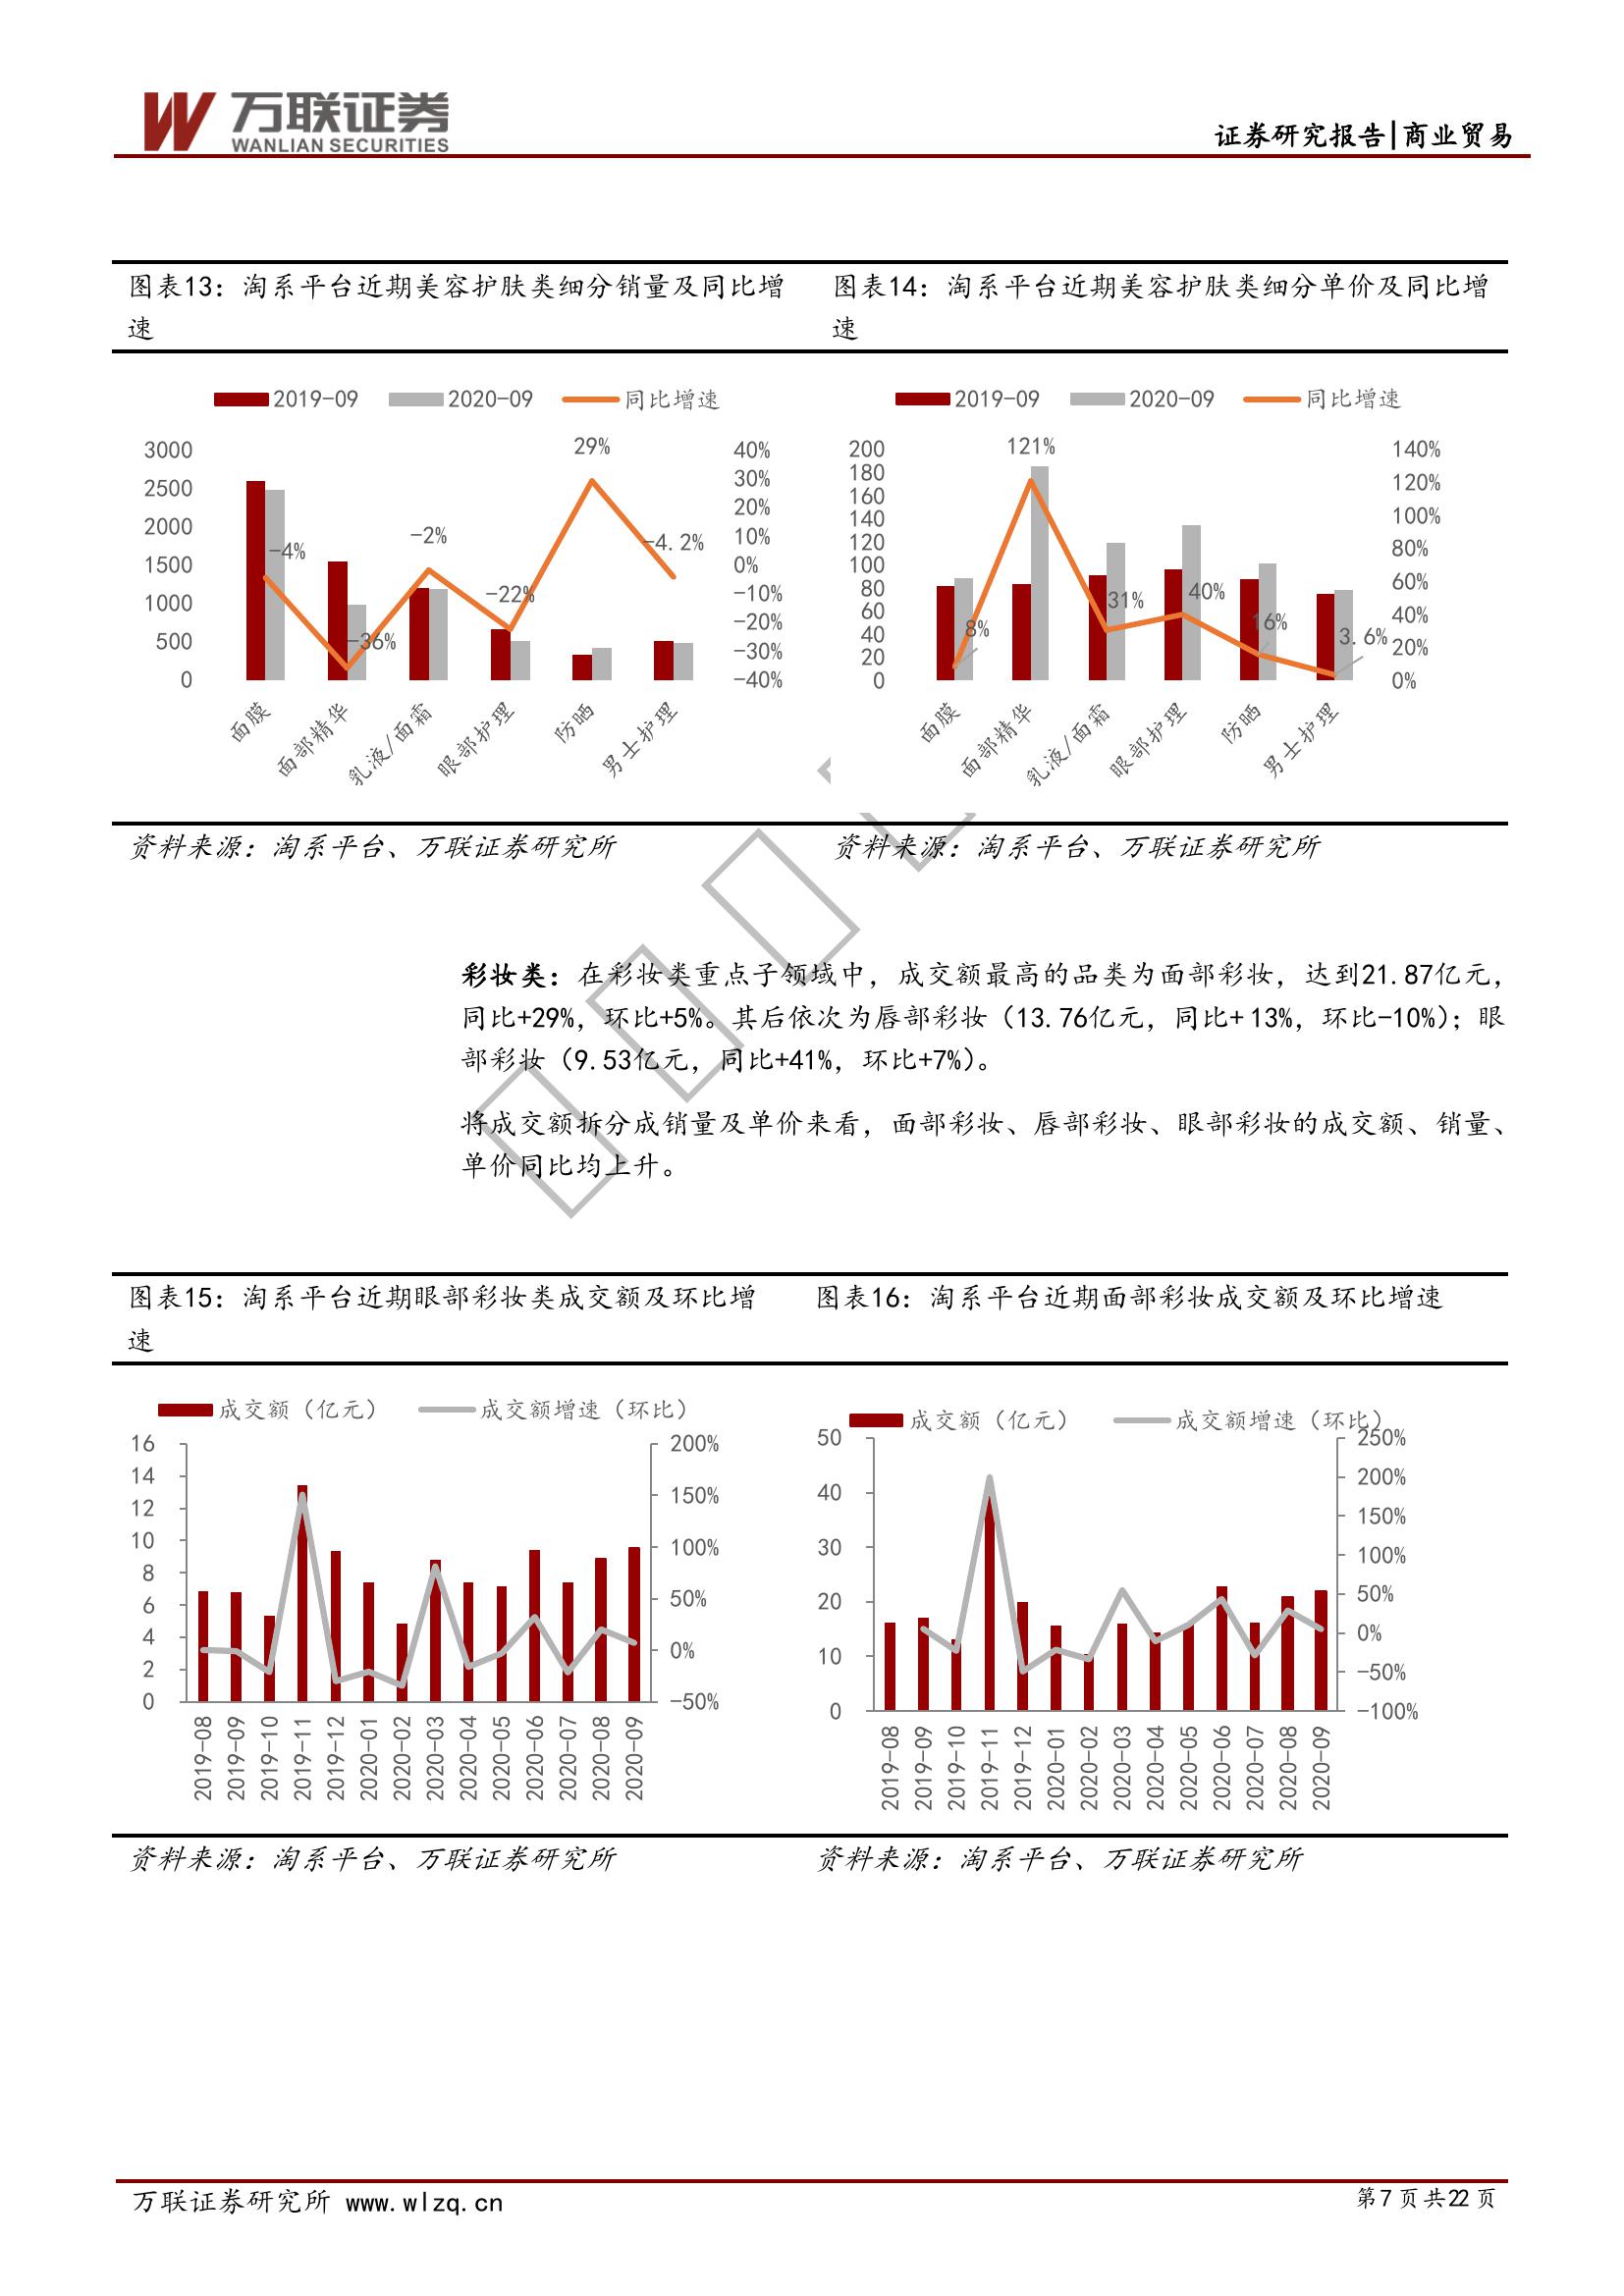 万联证券
WANLIAN SECURITIES
证券研究报告|商业贸易
图表13：淘系平台近期美容护肤类细分销量及同比增
速
2019-09 2020-09 同比增速
3000
2500
2000
1500
1000
500
0
40%
30%
20%
10%
0%
-10%
-20%
-30%
-40%
-4%
-36%
-2%
-22%
29%
-4.2%
面膜
面部精华
乳液/面霜
眼部护理
防晒
男士护理
资料来源：淘系平台、万联证券研究所
图表14：淘系平台近期美容护肤类细分单价及同比增
速
2019-09 2020-09 同比增速
200
180
160
140
120
100
80
60
40
20
0
140%
120%
100%
80%
60%
40%
20%
0%
8%
121%
31%
40%
16%
3.6%
面膜
面部精华
乳液/面霜
眼部护理
防晒
男士护理
资料来源：淘系平台、万联证券研究所
彩妆类：在彩妆类重点子领域中，成交额最高的品类为面部彩妆，达到21.87亿元，
同比+29%，环比+5%。其后依次为唇部彩妆（13.76亿元，同比+13%，环比-10%）；眼
部彩妆（9.53亿元，同比+41%，环比+7%）。
将成交额拆分成销量及单价来看，面部彩妆、唇部彩妆、眼部彩妆的成交额、销量、
单价同比均上升。
图表15：淘系平台近期眼部彩妆类成交额及环比增
速
成交额（亿元） 成交额增速（环比）
16
14
12
10
8
6
4
2
0
200%
150%
100%
50%
0%
-50%
2019-08
2019-09
2019-10
2019-11
2019-12
2020-01
2020-02
2020-03
2020-04
2020-05
2020-06
2020-07
2020-08
2020-09
资料来源：淘系平台、万联证券研究所
图表16：淘系平台近期面部彩妆成交额及环比增速
成交额（亿元） 成交额增速（环比）
50
40
30
20
10
0
250%
200%
150%
100%
50%
0%
-50%
-100%
2019-08
2019-09
2019-10
2019-11
2019-12
2020-01
2020-02
2020-03
2020-04
2020-05
2020-06
2020-07
2020-08
2020-09
资料来源：淘系平台、万联证券研究所
万联证券研究所 www.wlzq.cn
第7页共22页